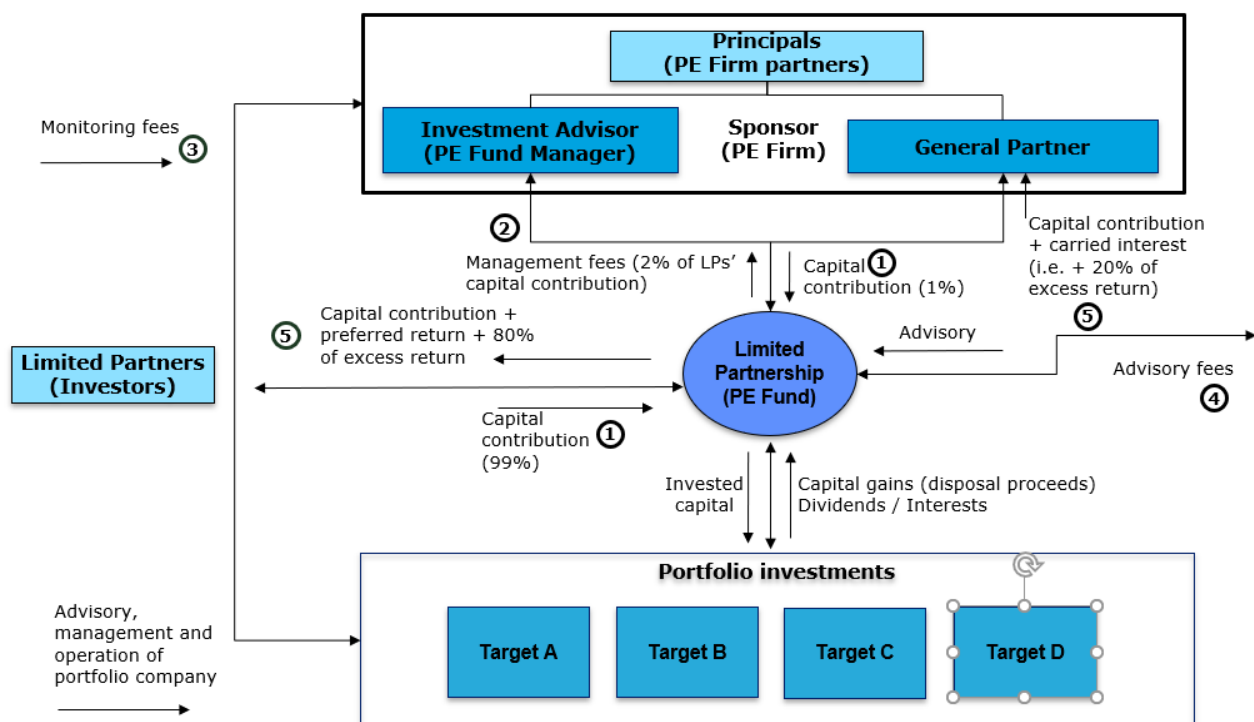 Principals
(PE Firm partners)
Investment Advisor
(PE Fund Manager)
Sponsor
(PE Firm)
General Partner
Monitoring fees
3
2
Management fees (2% of LPs’
capital contribution)
Capital 1
contribution (1%)
Capital contribution
+ carried interest
(i.e. + 20% of
excess return)
5
5
Capital contribution +
preferred return + 80%
of excess return
Limited Partners
(Investors)
Limited
Partnership
(PE Fund)
Advisory
Advisory fees
4
Capital
contribution 1
(99%)
Invested
capital
Capital gains (disposal proceeds)
Dividends / Interests
Portfolio investments
Target A
Target B
Target C
Target D
Advisory,
management and
operation of
portfolio company